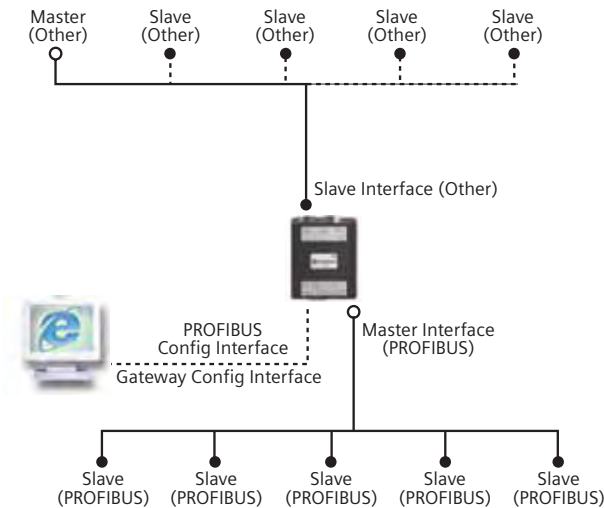 Master
(Other)
Slave
(Other)
Slave
(Other)
Slave
(Other)
Slave
(Other)
Slave Interface (Other)
PROFIBUS
Config Interface
Gateway Config Interface
Master Interface
(PROFIBUS)
Slave
(PROFIBUS)
Slave
(PROFIBUS)
Slave
(PROFIBUS)
Slave
(PROFIBUS)
Slave
(PROFIBUS)